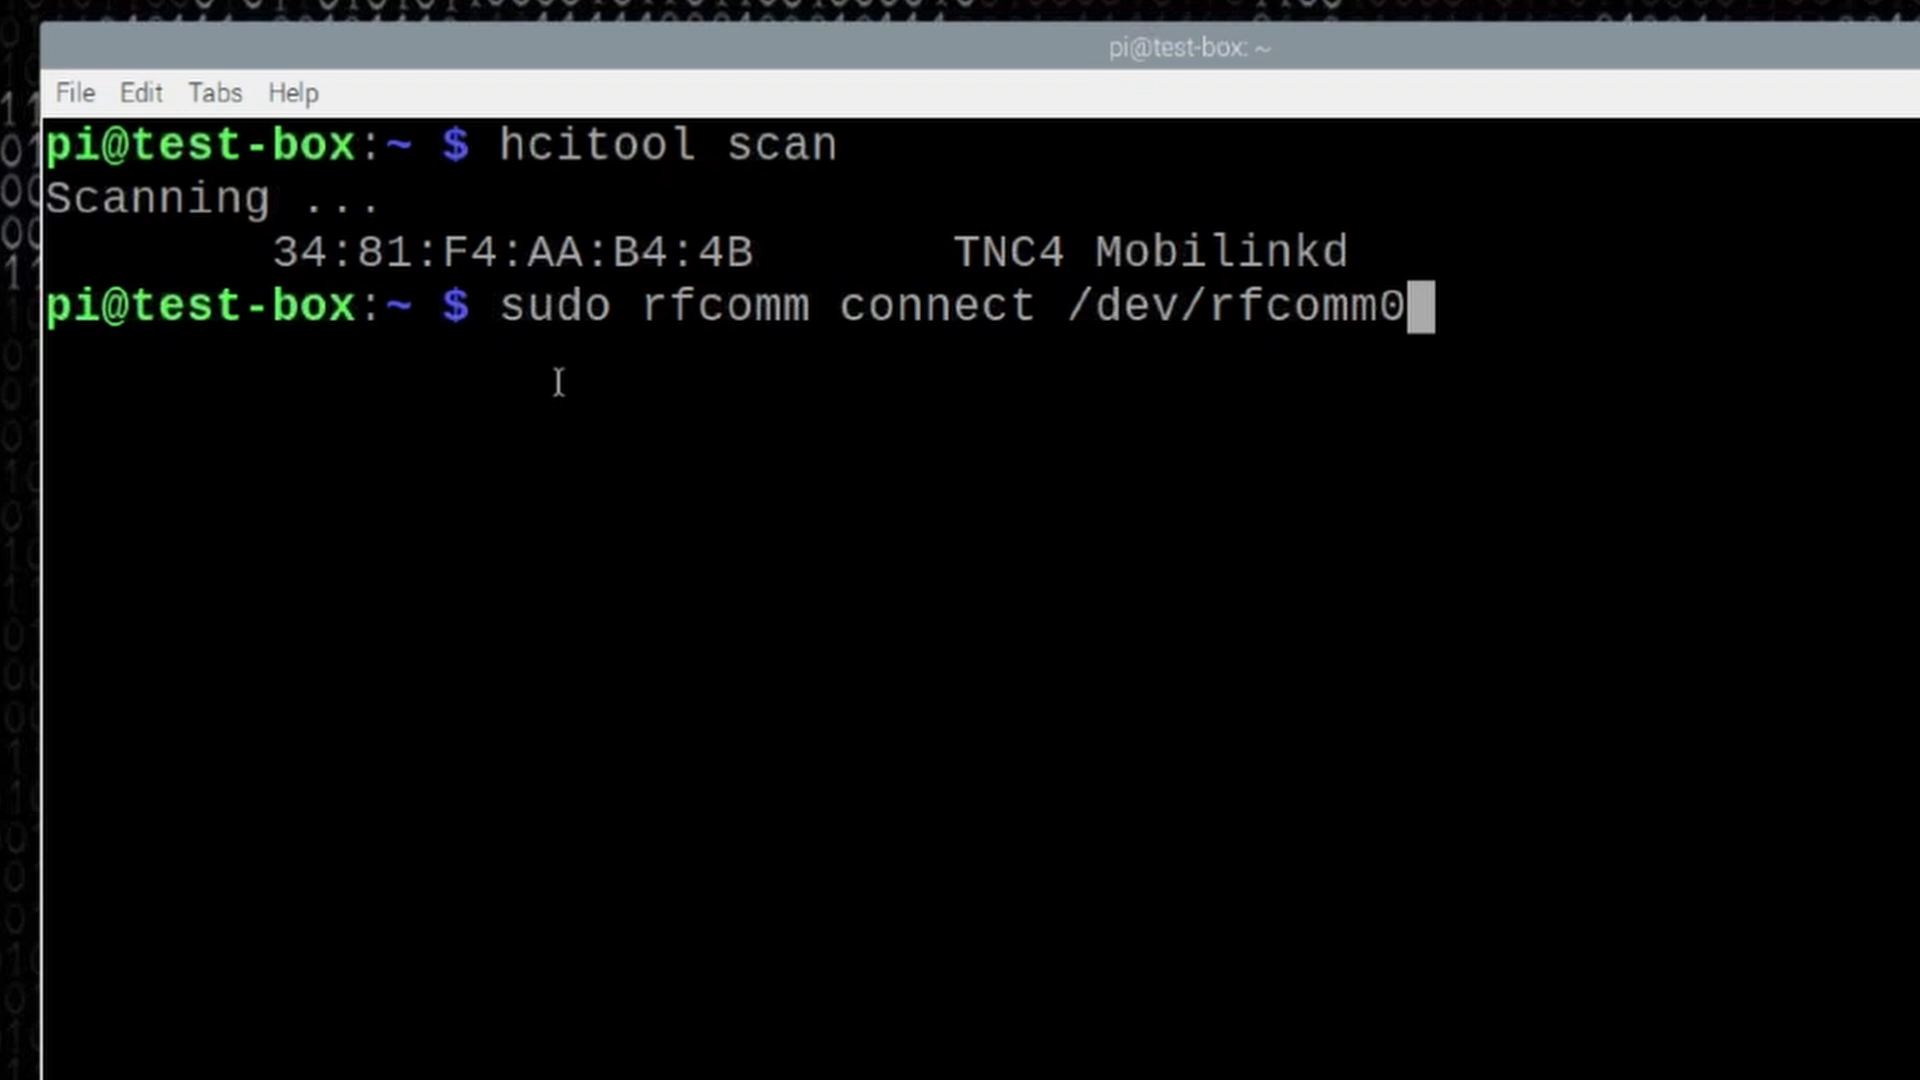 pi@test-box: ~
File Edit Tabs Help
pi@test-box:~ $ hcitool scan
Scanning ...
34:81:F4:AA:B4:4B TNC4 Mobilinkd
pi@test-box:~ $ sudo rfcomm connect /dev/rfcomm0